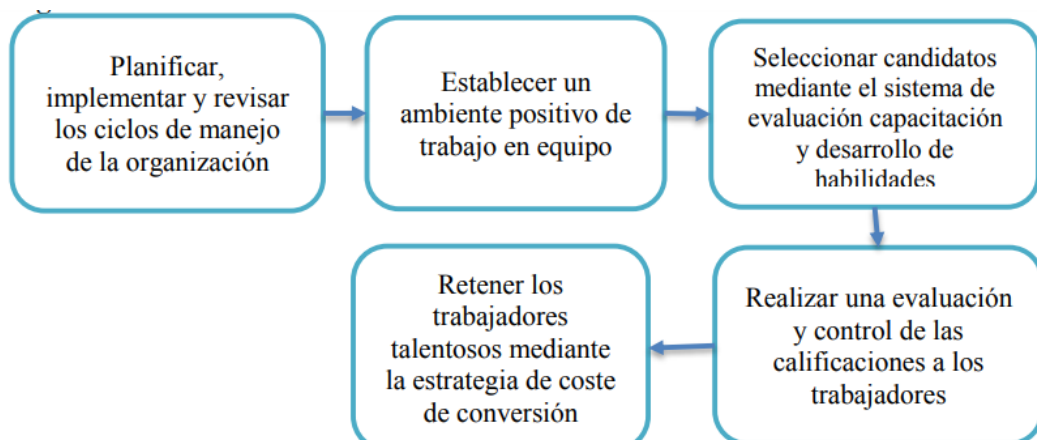 Planificar,
implementar y revisar
los ciclos de manejo
de la organización
Establecer un
ambiente positivo de
trabajo en equipo
Seleccionar candidatos
mediante el sistema de
evaluación capacitación
y desarrollo de
habilidades
Realizar una evaluación
y control de las
calificaciones a los
trabajadores
Retener los
trabajadores
talentosos mediante
la estrategia de coste
de conversión